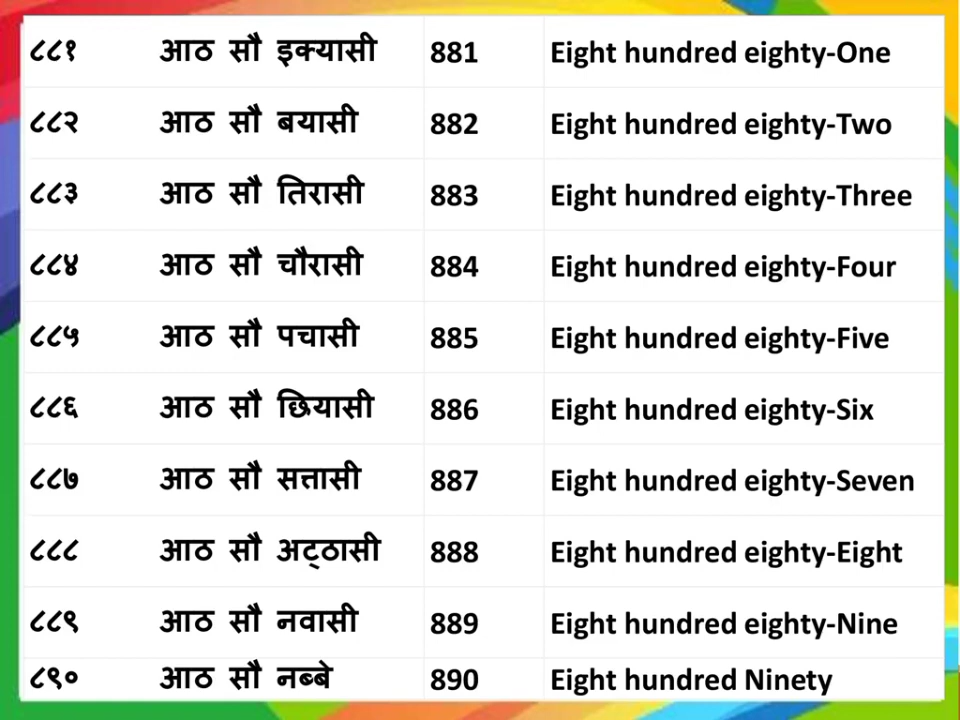 ८८१ आठ सौ इक्यासी 881 Eight hundred eighty-One
८८२ आठ सौ बयासी 882 Eight hundred eighty-Two
८८३ आठ सौ तिरासी 883 Eight hundred eighty-Three
८८४ आठ सौ चौरासी 884 Eight hundred eighty-Four
८८५ आठ सौ पचासी 885 Eight hundred eighty-Five
८८६ आठ सौ छियासी 886 Eight hundred eighty-Six
८८७ आठ सौ सत्तासी 887 Eight hundred eighty-Seven
८८८ आठ सौ अट्ठासी 888 Eight hundred eighty-Eight
८८९ आठ सौ नवासी 889 Eight hundred eighty-Nine
८९० आठ सौ नब्बे 890 Eight hundred Ninety